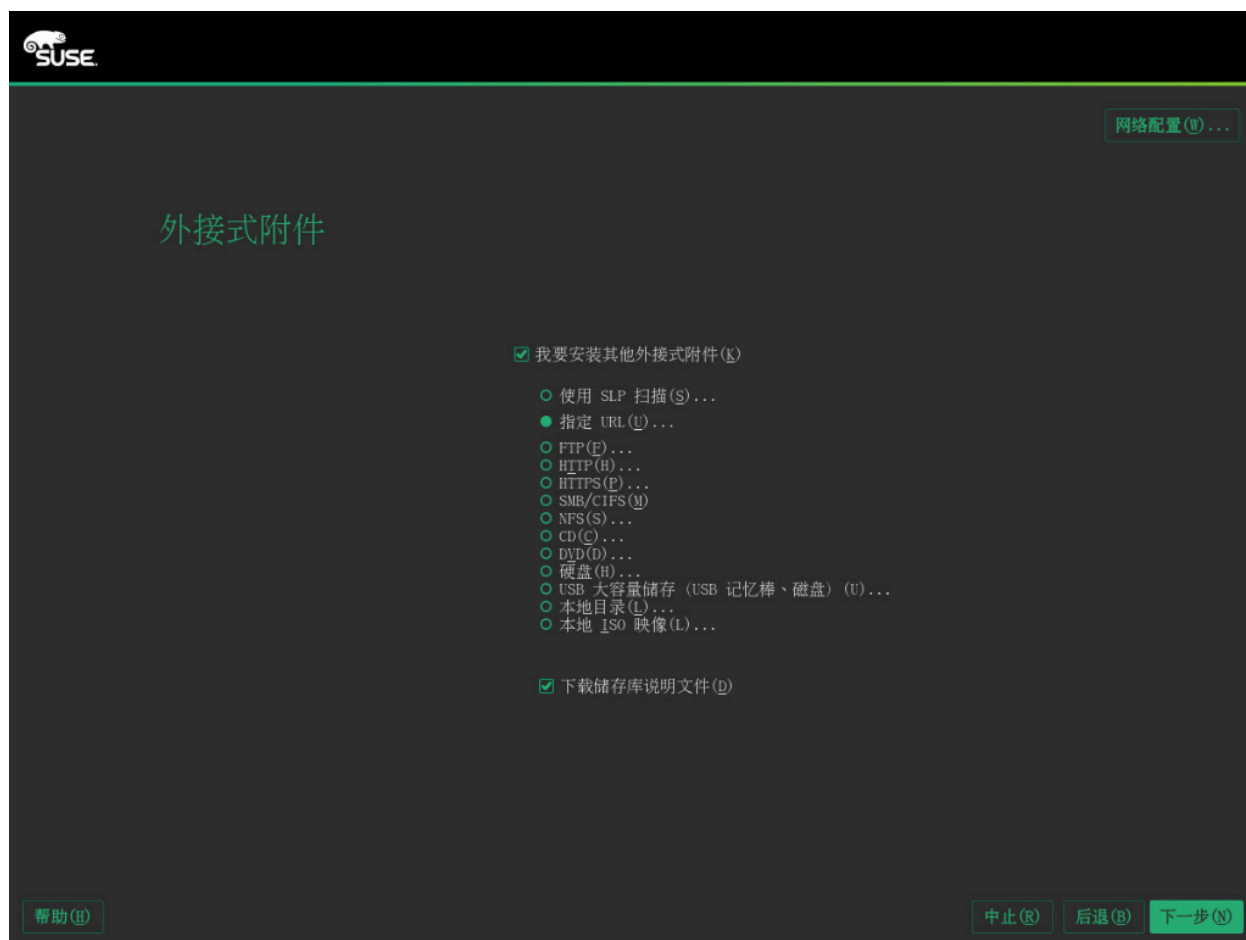 SUSE.
网络配置(W)...
外接式附件
我要安装其他外接式附件(K)
使用 SLP 扫描(S)...
指定 URL(U)...
FTP(F)...
HTTP(H)...
HTTPS(P)...
SMB/CIFS(M)
NFS(S)...
CD(C)...
DVD(D)...
硬盘(H)...
USB 大容量储存（USB 记忆棒、磁盘）(U)...
本地目录(L)...
本地 ISO 映像(L)...
下载储存库说明文件(D)
帮助(H)
中止(R)
后退(B)
下一步(N)